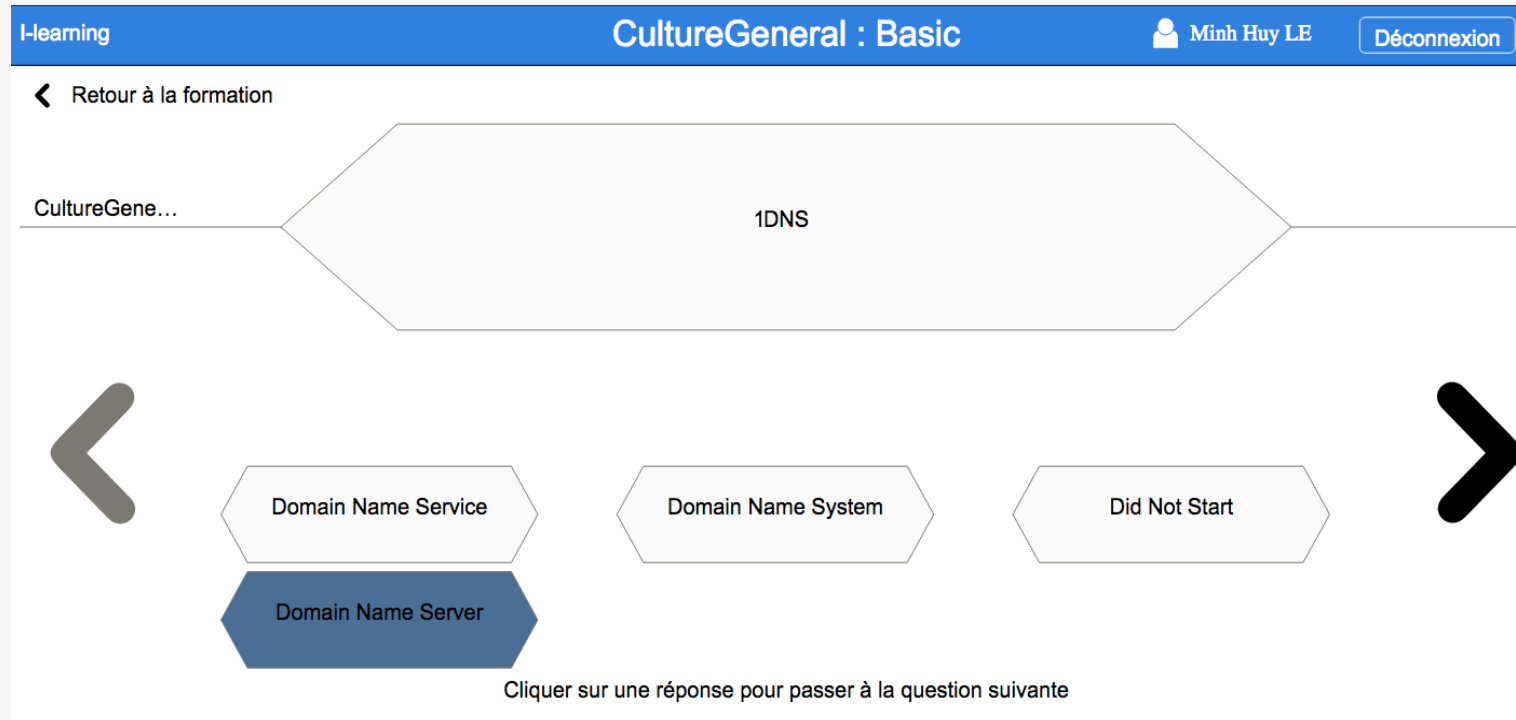 I-learning
CultureGeneral : Basic
Minh Huy LE
Déconnexion
Retour à la formation
CultureGene...
1DNS
Domain Name Service
Domain Name System
Did Not Start
Domain Name Server
Cliquer sur une réponse pour passer à la question suivante